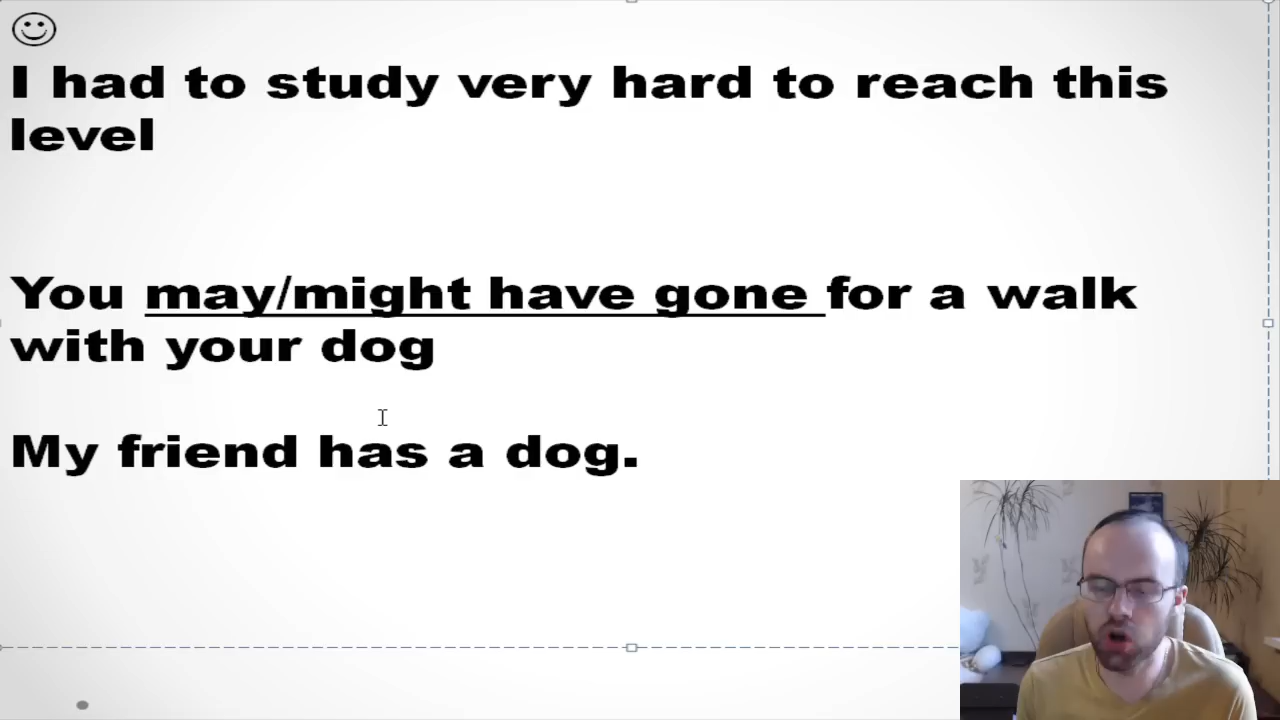 I had to study very hard to reach this
level
You may/might have gone for a walk
with your dog
My friend has a dog.